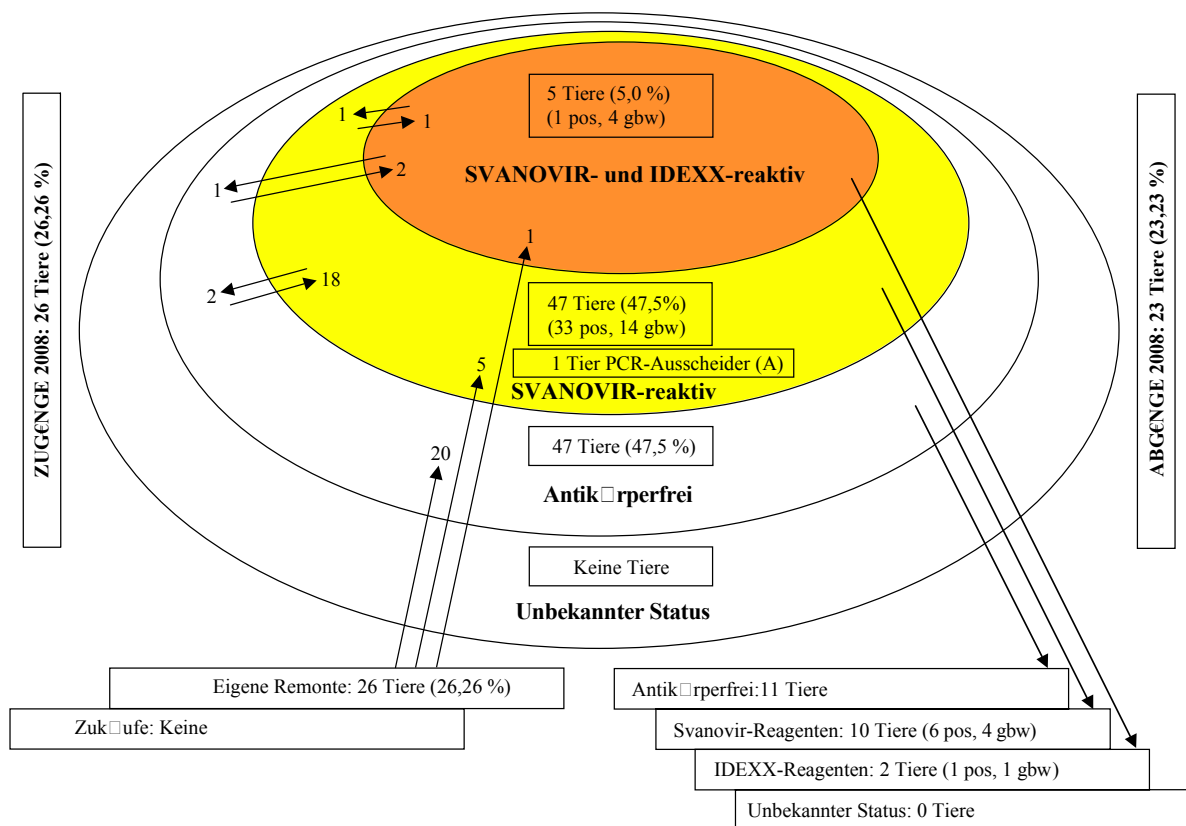 ZUG€NGE 2008: 26 Tiere (26,26 %)
5 Tiere (5,0 %)
(1 pos, 4 gbw)
1
1
SVANOVIR- und IDEXX-reaktiv
2
1
1
18
2
47 Tiere (47,5%)
(33 pos, 14 gbw)
1 Tier PCR-Ausscheider (A)
5
SVANOVIR-reaktiv
20
47 Tiere (47,5 %)
Antik□rperfrei
Keine Tiere
Unbekannter Status
ABG€NGE 2008: 23 Tiere (23,23 %)
Eigene Remonte: 26 Tiere (26,26 %)
Zuk□ufe: Keine
Antik□rperfrei:11 Tiere
Svanovir-Reagenten: 10 Tiere (6 pos, 4 gbw)
IDEXX-Reagenten: 2 Tiere (1 pos, 1 gbw)
Unbekannter Status: 0 Tiere